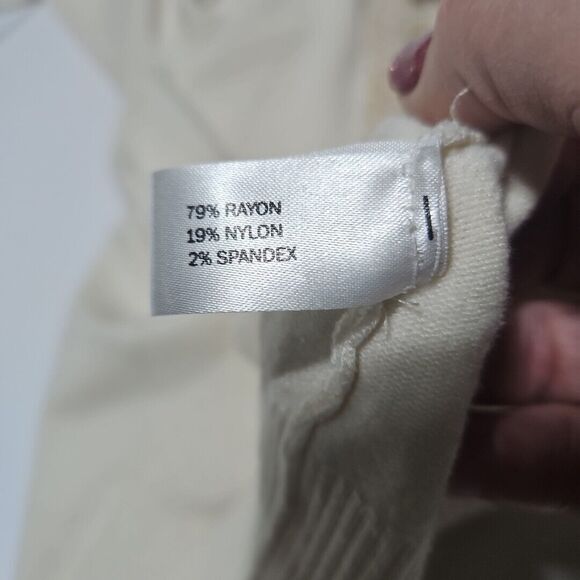 79% RAYON
19% NYLON
2% SPANDEX